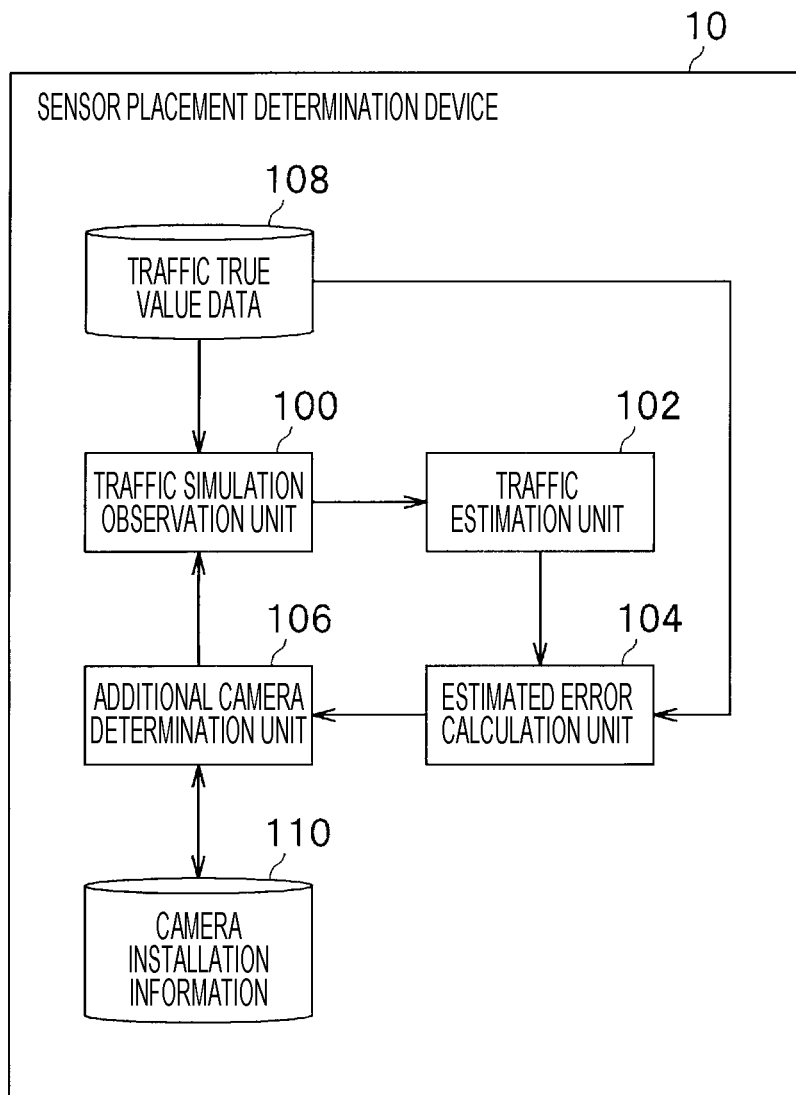 10
SENSOR PLACEMENT DETERMINATION DEVICE
108
TRAFFIC TRUE
VALUE DATA
100
TRAFFIC SIMULATION
OBSERVATION UNIT
102
TRAFFIC
ESTIMATION UNIT
106
ADDITIONAL CAMERA
DETERMINATION UNIT
104
ESTIMATED ERROR
CALCULATION UNIT
110
CAMERA
INSTALLATION
INFORMATION